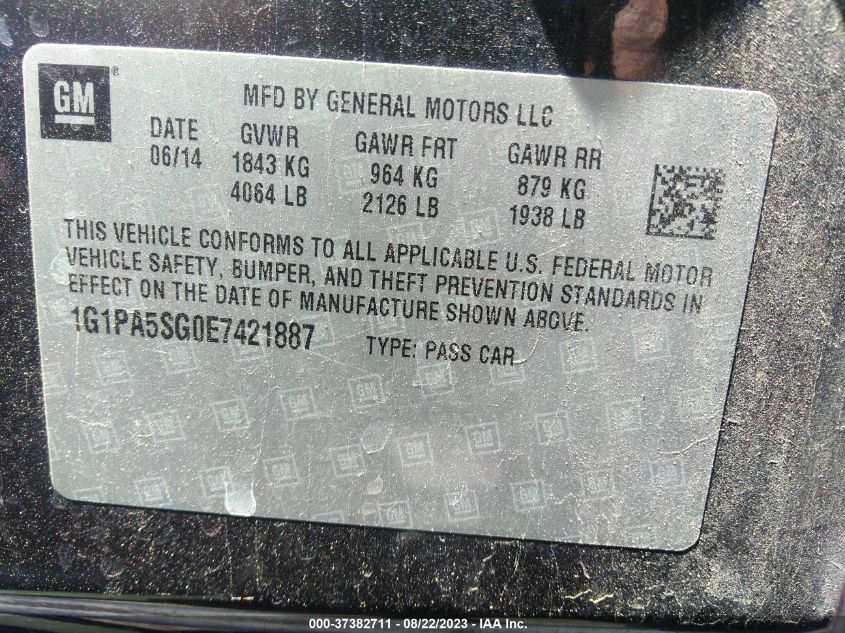 GM®
MFD BY GENERAL MOTORS LLC
DATE GVWR GAWR FRT GAWR RR
06/14 1843 KG 964 KG 879 KG
4064 LB 2126 LB 1938 LB
THIS VEHICLE CONFORMS TO ALL APPLICABLE U.S. FEDERAL MOTOR
VEHICLE SAFETY, BUMPER, AND THEFT PREVENTION STANDARDS IN
EFFECT ON THE DATE OF MANUFACTURE SHOWN ABOVE.
1G1PA5SG0E7421887 TYPE: PASS CAR
000-37382711 - 08/22/2023 - IAA Inc.